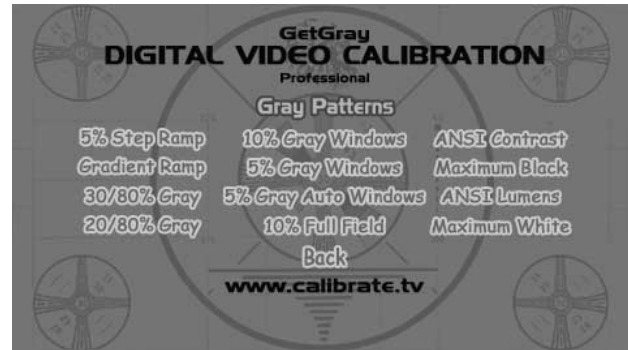 GetGray
DIGITAL VIDEO CALIBRATION
Professional
Gray Patterns
5% Step Ramp 10% Gray Windows ANSI Contrast
Gradient Ramp 5% Gray Windows Maximum Black
30/80% Gray 5% Gray Auto Windows ANSI Lumens
20/80% Gray 10% Full Field Maximum White
Back
www.calibrate.tv